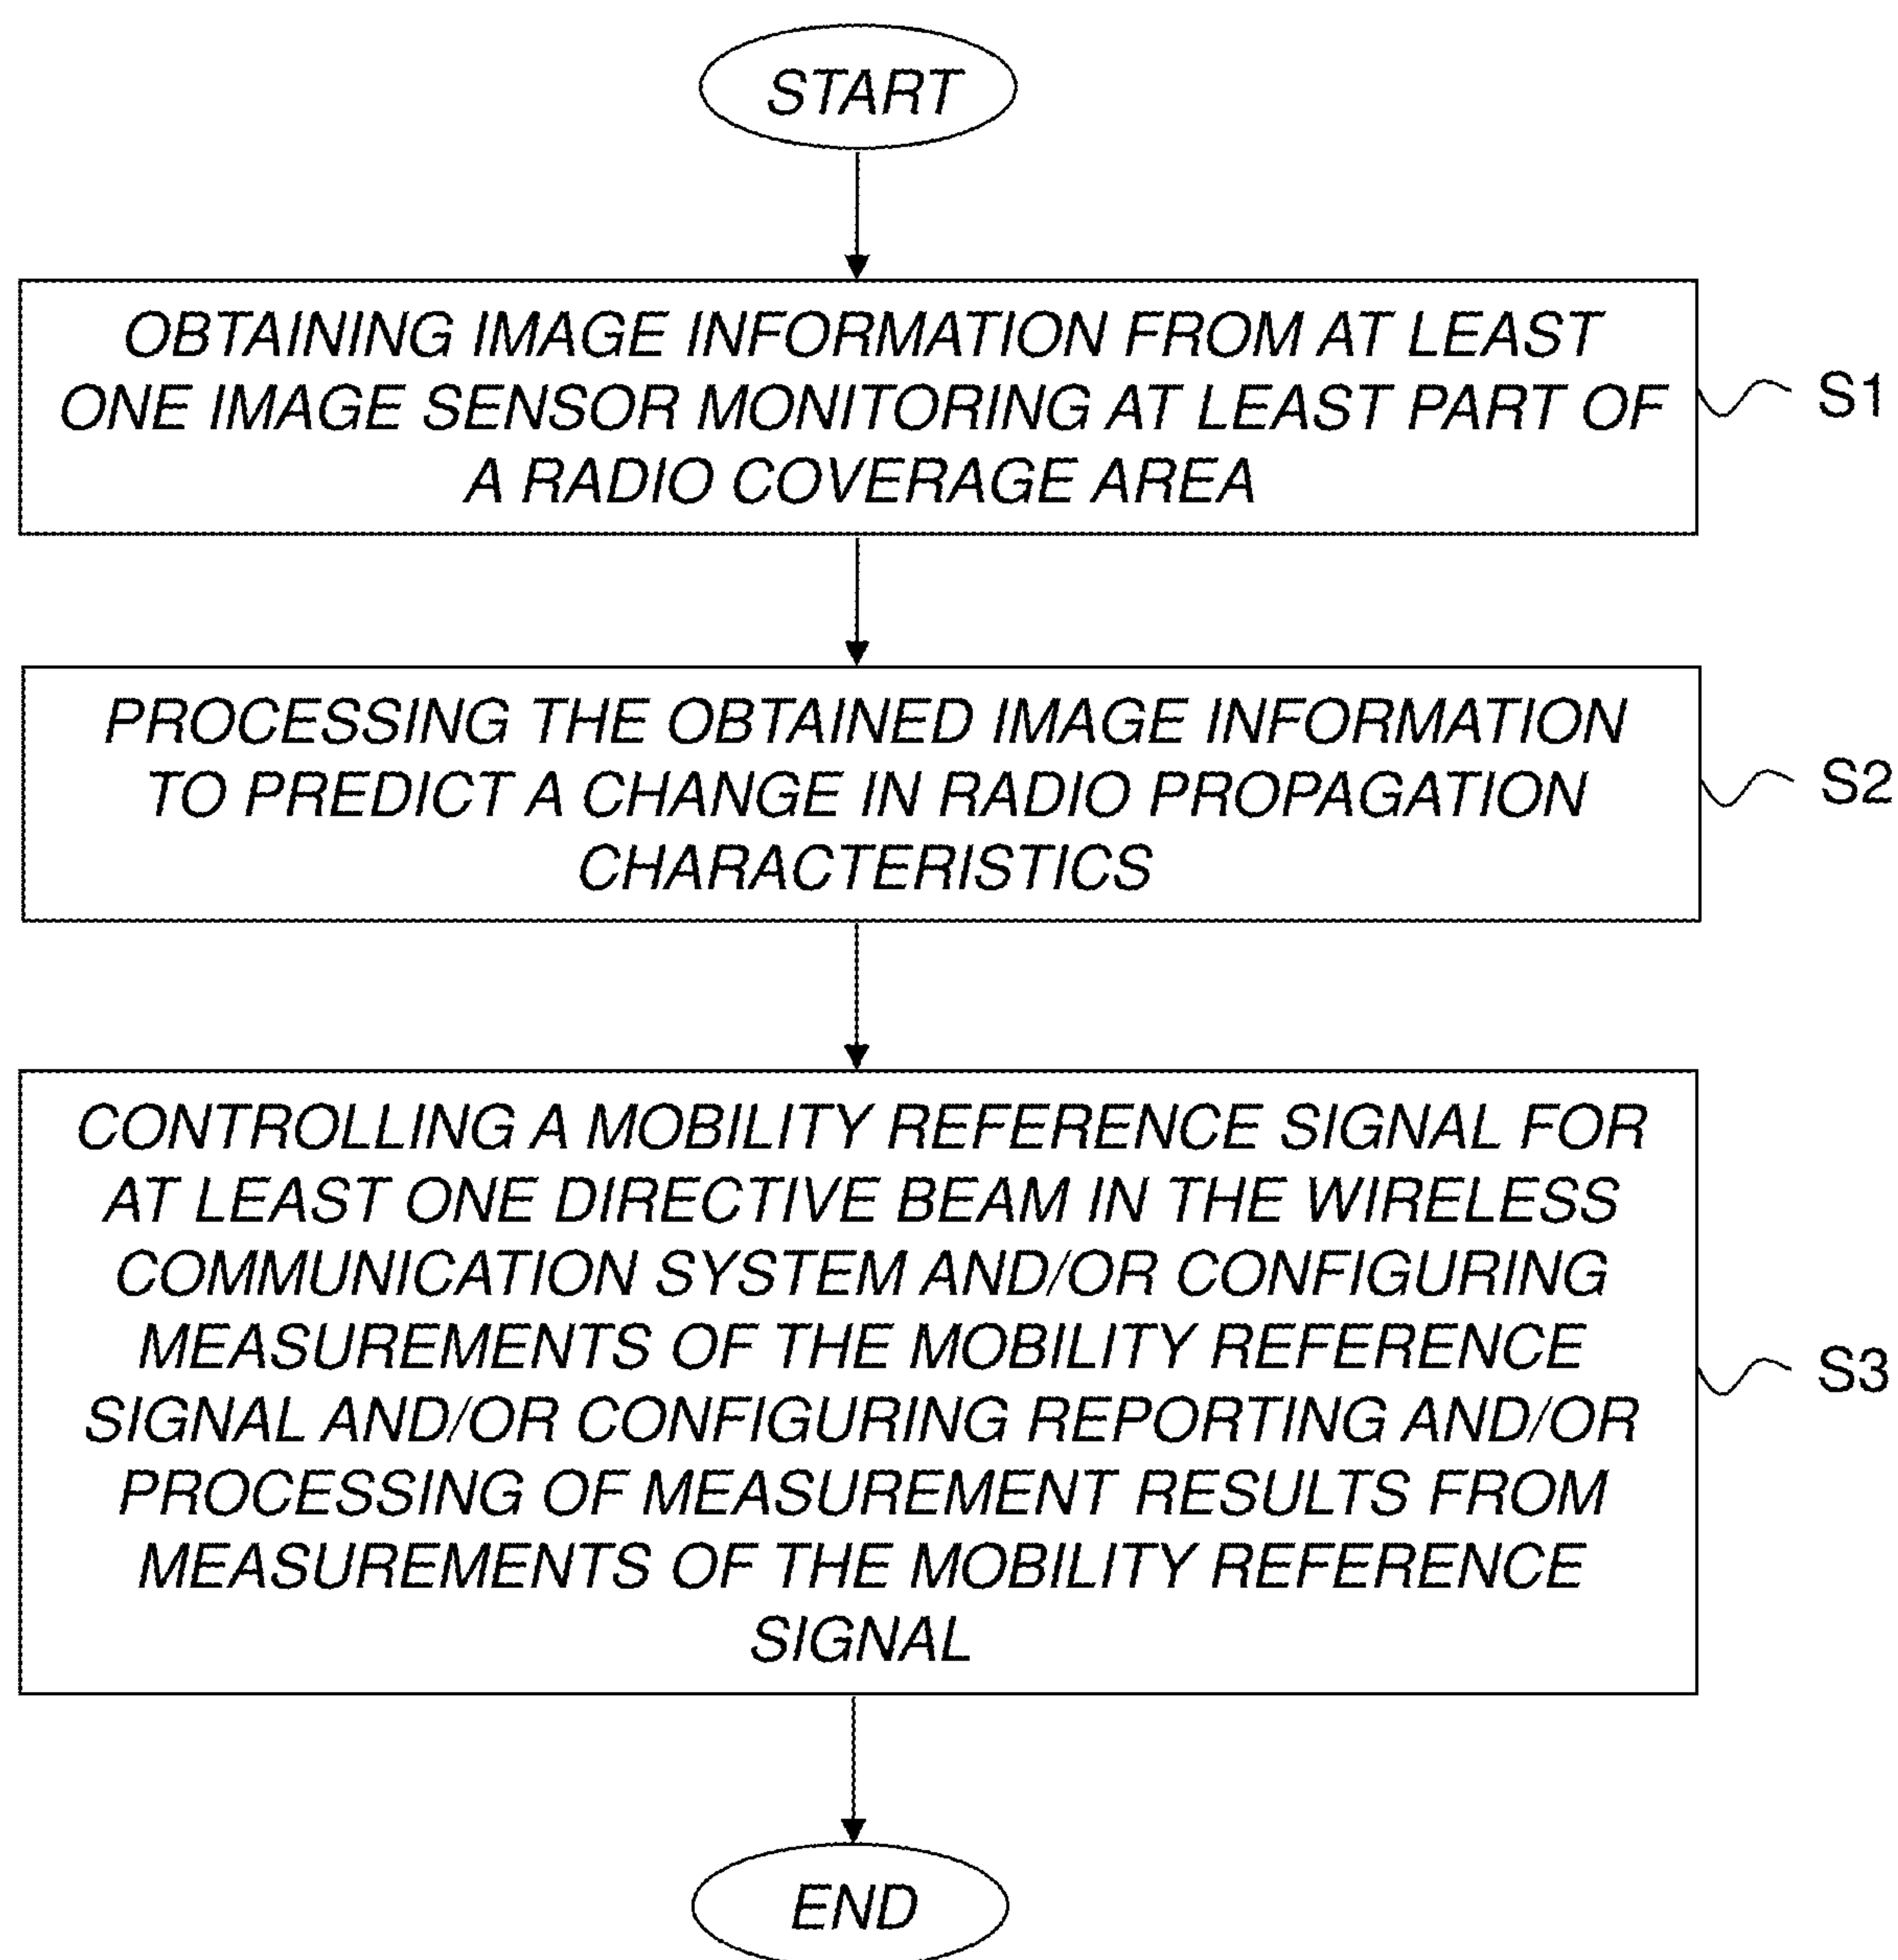 START
OBTAINING IMAGE INFORMATION FROM AT LEAST
ONE IMAGE SENSOR MONITORING AT LEAST PART OF
A RADIO COVERAGE AREA
S1
PROCESSING THE OBTAINED IMAGE INFORMATION
TO PREDICT A CHANGE IN RADIO PROPAGATION
CHARACTERISTICS
S2
CONTROLLING A MOBILITY REFERENCE SIGNAL FOR
AT LEAST ONE DIRECTIVE BEAM IN THE WIRELESS
COMMUNICATION SYSTEM AND/OR CONFIGURING
MEASUREMENTS OF THE MOBILITY REFERENCE
SIGNAL AND/OR CONFIGURING REPORTING AND/OR
PROCESSING OF MEASUREMENT RESULTS FROM
MEASUREMENTS OF THE MOBILITY REFERENCE
SIGNAL
S3
END